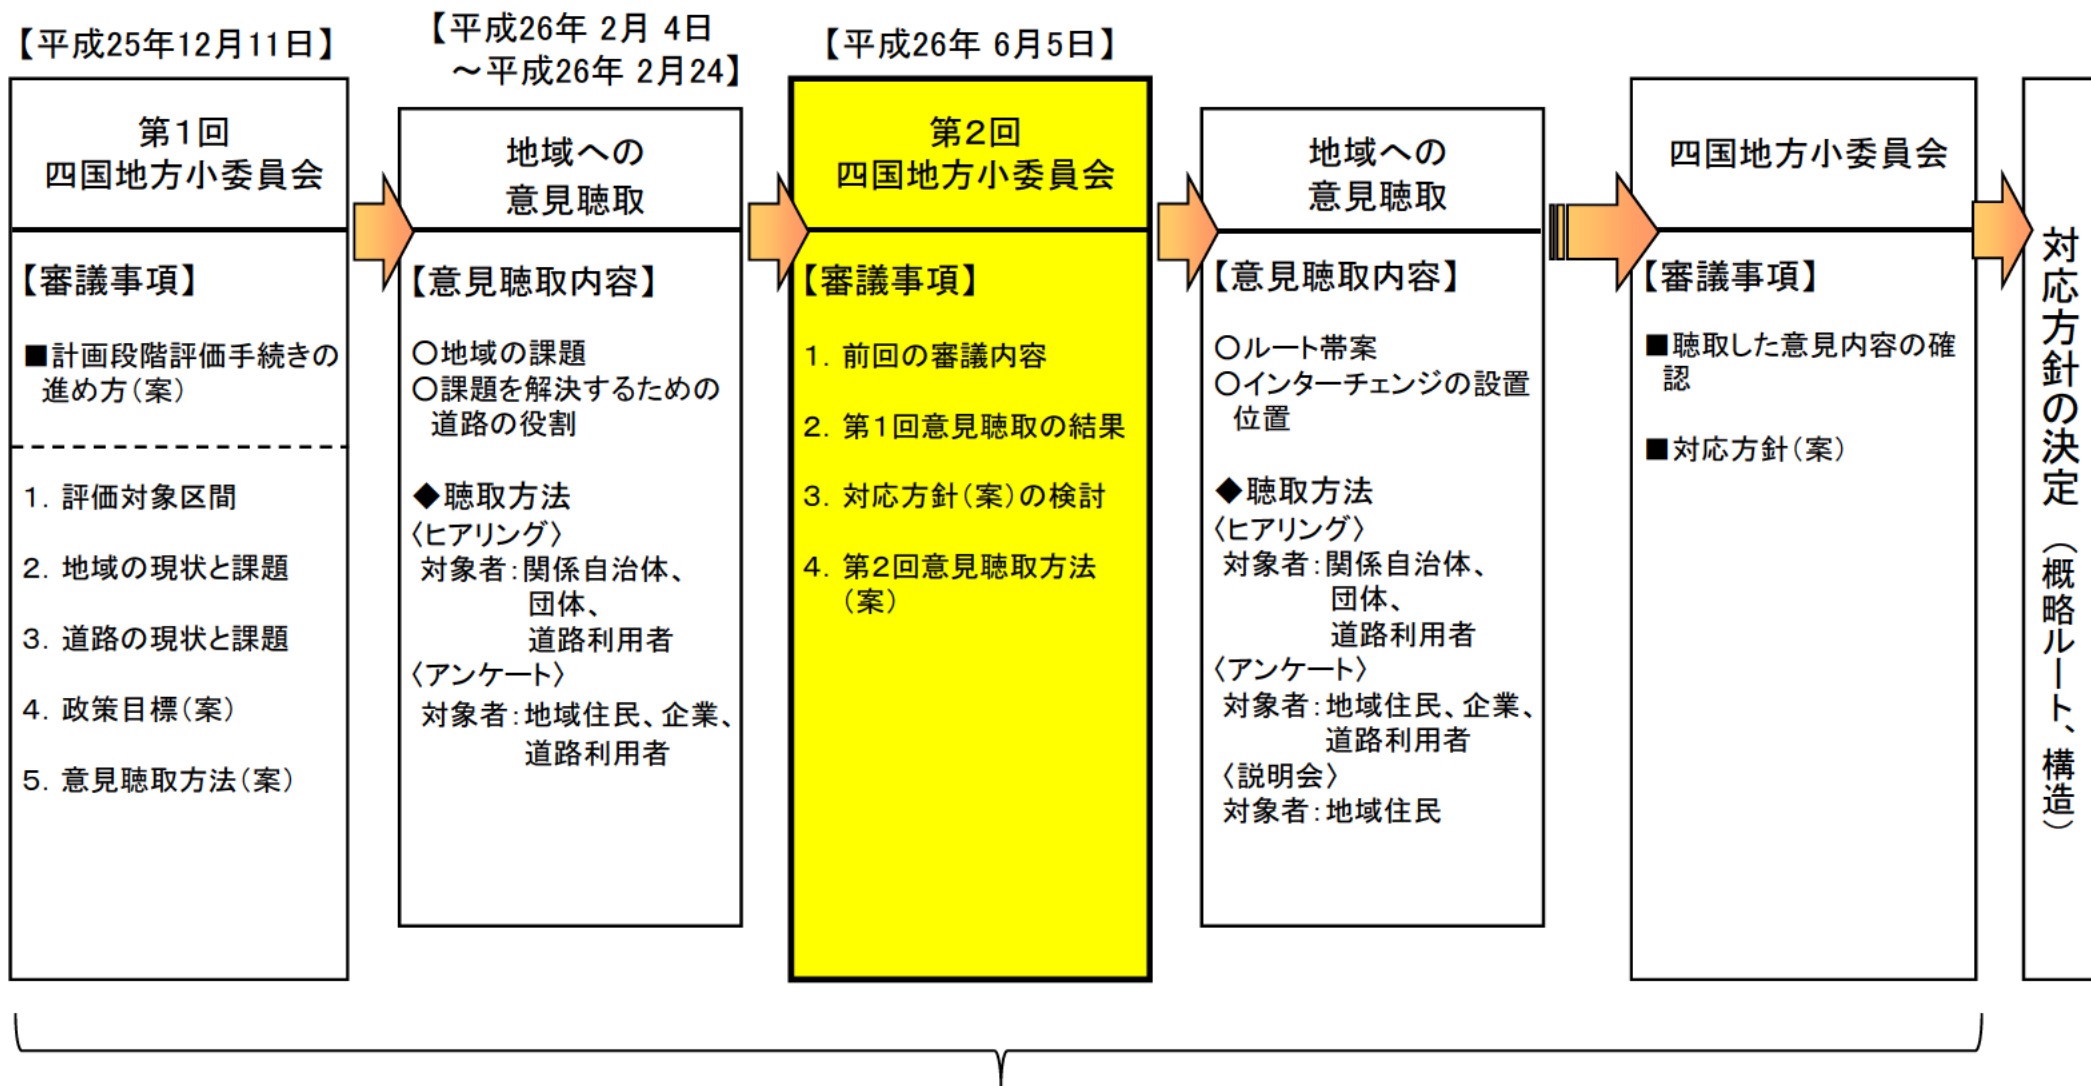 【平成25年12月11日】
第１回
四国地方小委員会
【審議事項】
■計画段階評価手続きの
進め方（案）
１．評価対象区間
２．地域の現状と課題
３．道路の現状と課題
４．政策目標（案）
５．意見聴取方法（案）
【平成26年 2月 4日
～平成26年 2月24】
地域への
意見聴取
【意見聴取内容】
○地域の課題
○課題を解決するための
道路の役割
◆聴取方法
〈ヒアリング〉
対象者：関係自治体、
団体、
道路利用者
〈アンケート〉
対象者：地域住民、企業、
道路利用者
【平成26年 6月5日】
第２回
四国地方小委員会
【審議事項】
１．前回の審議内容
２．第１回意見聴取の結果
３．対応方針（案）の検討
４．第２回意見聴取方法
（案）
地域への
意見聴取
【意見聴取内容】
○ルート帯案
○インターチェンジの設置
位置
◆聴取方法
〈ヒアリング〉
対象者：関係自治体、
団体、
道路利用者
〈アンケート〉
対象者：地域住民、企業、
道路利用者
〈説明会〉
対象者：地域住民
四国地方小委員会
【審議事項】
■聴取した意見内容の確
認
■対応方針（案）
対応方針の決定（概略ルート、構造）